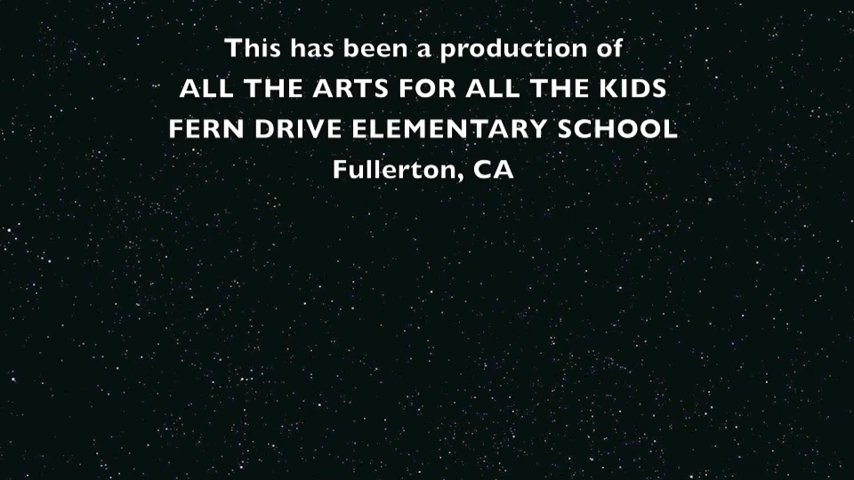 This has been a production of
ALL THE ARTS FOR ALL THE KIDS
FERN DRIVE ELEMENTARY SCHOOL
Fullerton, CA